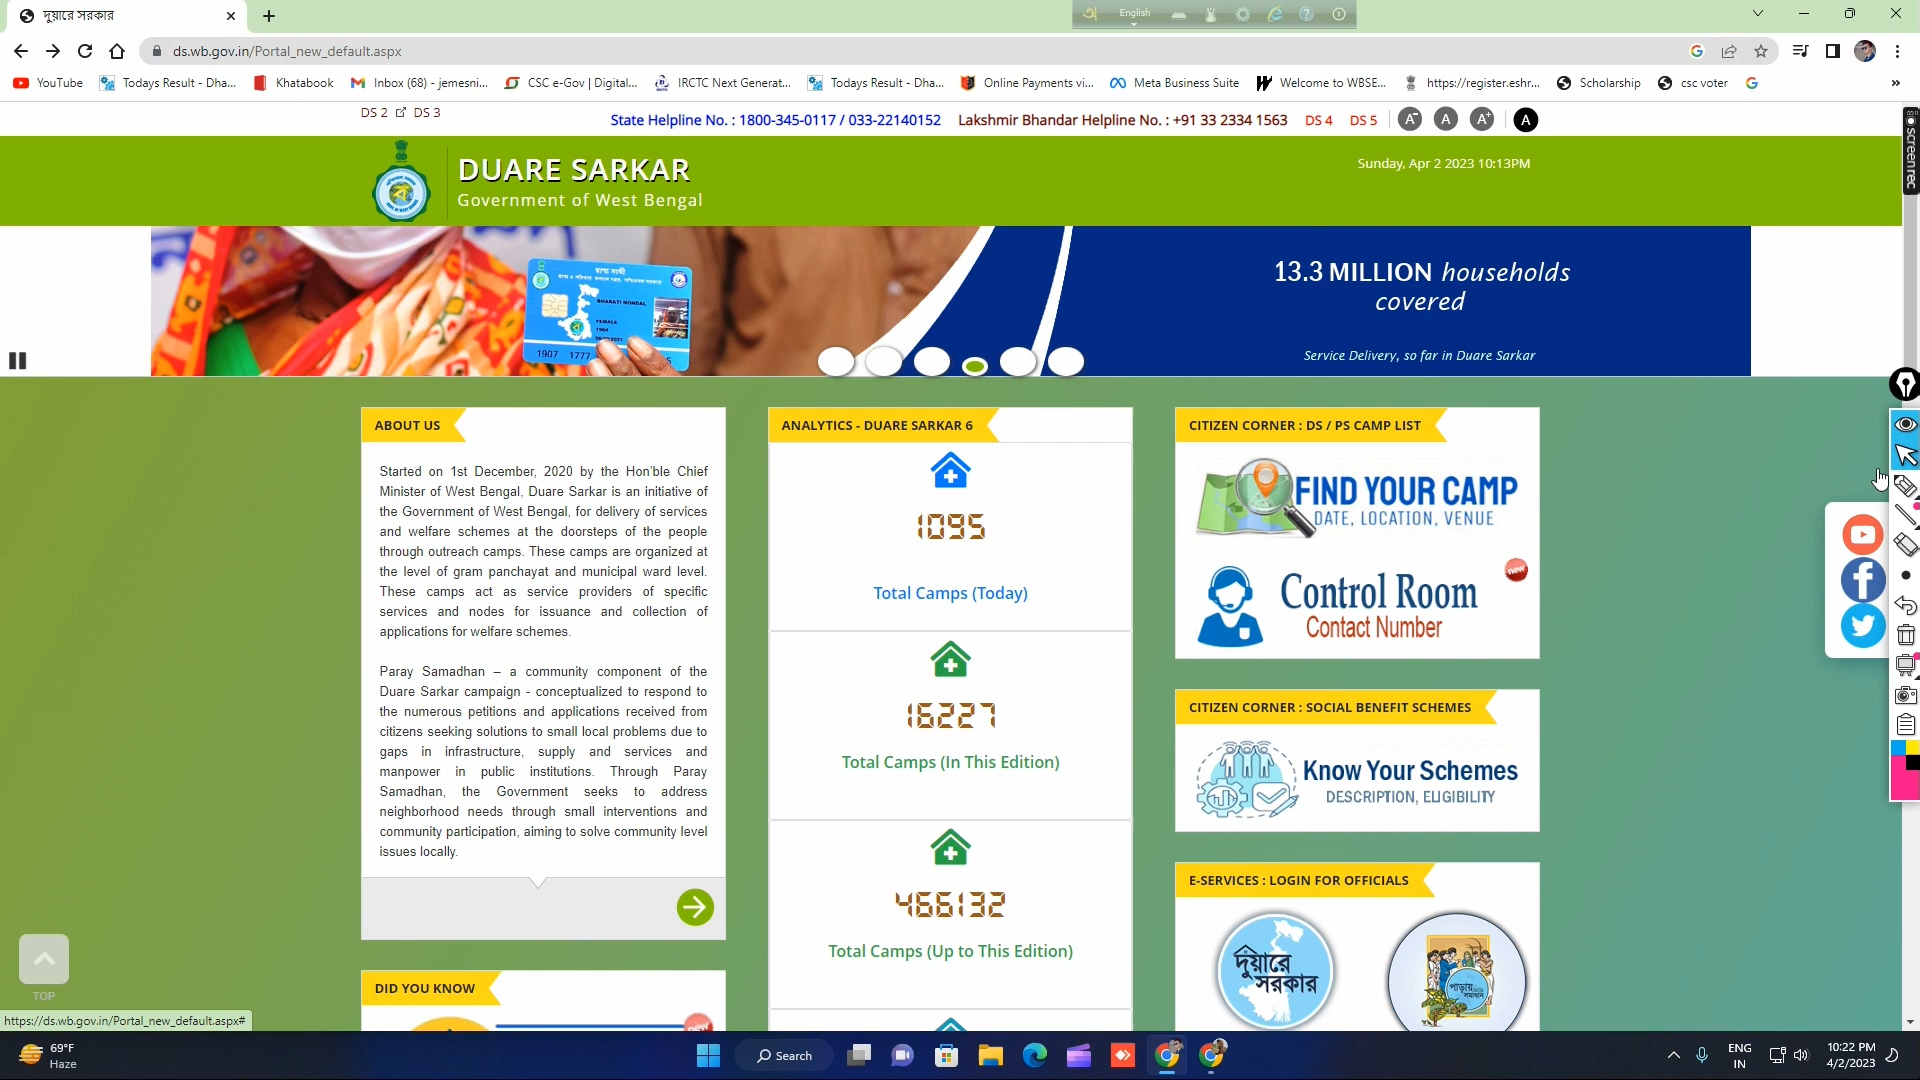 দুয়ারে সরকার
English
ds.wb.gov.in/Portal_new_default.aspx
YouTube
Todays Result - Dha...
Khatabook
Inbox (68) - jemesni...
CSC e-Gov | Digital...
IRCTC Next Generat...
Todays Result - Dha...
Online Payments vi...
Meta Business Suite
Welcome to WBSE...
https://register.eshr...
Scholarship
csc voter
»
DS 2 DS 3
State Helpline No. : 1800-345-0117 / 033-22140152 Lakshmir Bhandar Helpline No. : +91 33 2334 1563 DS 4 DS 5 A- A A+ A
screenrec
DUARE SARKAR
Government of West Bengal
Sunday, Apr 2 2023 10:13PM
BHARATI MONDAL
FEMALE
1964
1907 1777
13.3 MILLION households
covered
Service Delivery, so far in Duare Sarkar
ABOUT US
Started on 1st December, 2020 by the Hon'ble Chief
Minister of West Bengal, Duare Sarkar is an initiative of
the Government of West Bengal, for delivery of services
and welfare schemes at the doorsteps of the people
through outreach camps. These camps are organized at
the level of gram panchayat and municipal ward level.
These camps act as service providers of specific
services and nodes for issuance and collection of
applications for welfare schemes.
Paray Samadhan – a community component of the
Duare Sarkar campaign - conceptualized to respond to
the numerous petitions and applications received from
citizens seeking solutions to small local problems due to
gaps in infrastructure, supply and services and
manpower in public institutions. Through Paray
Samadhan, the Government seeks to address
neighborhood needs through small interventions and
community participation, aiming to solve community level
issues locally.
DID YOU KNOW
new
ANALYTICS - DUARE SARKAR 6
1095
Total Camps (Today)
16227
Total Camps (In This Edition)
466132
Total Camps (Up to This Edition)
CITIZEN CORNER : DS / PS CAMP LIST
FIND YOUR CAMP
DATE, LOCATION, VENUE
new
Control Room
Contact Number
CITIZEN CORNER : SOCIAL BENEFIT SCHEMES
Know Your Schemes
DESCRIPTION, ELIGIBILITY
E-SERVICES : LOGIN FOR OFFICIALS
দুয়ারে
সরকার
পাড়ায়
সমাধান
TOP
https://ds.wb.gov.in/Portal_new_default.aspx#
69°F
Haze
Search
ENG
IN
10:22 PM
4/2/2023